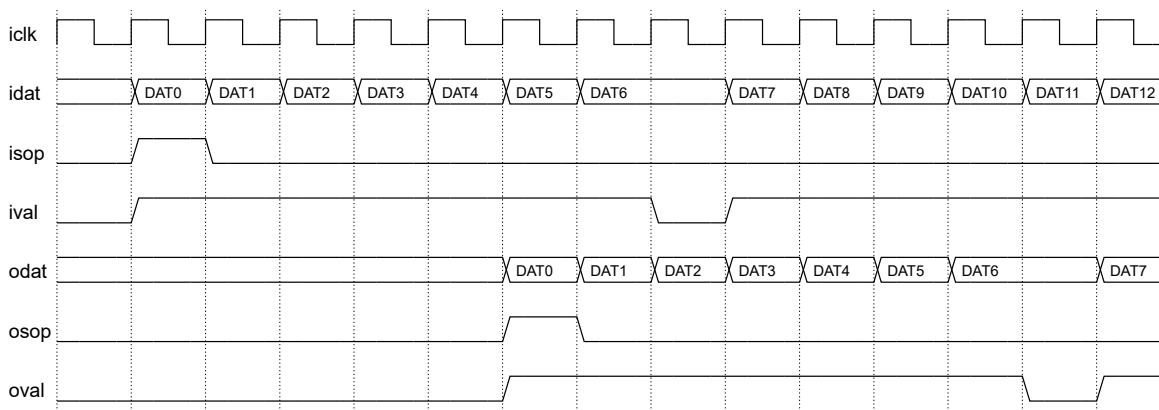 iclk
idat DAT0 DAT1 DAT2 DAT3 DAT4 DAT5 DAT6 DAT7 DAT8 DAT9 DAT10 DAT11 DAT12
isop
ival
odat DAT0 DAT1 DAT2 DAT3 DAT4 DAT5 DAT6 DAT7
osop
oval